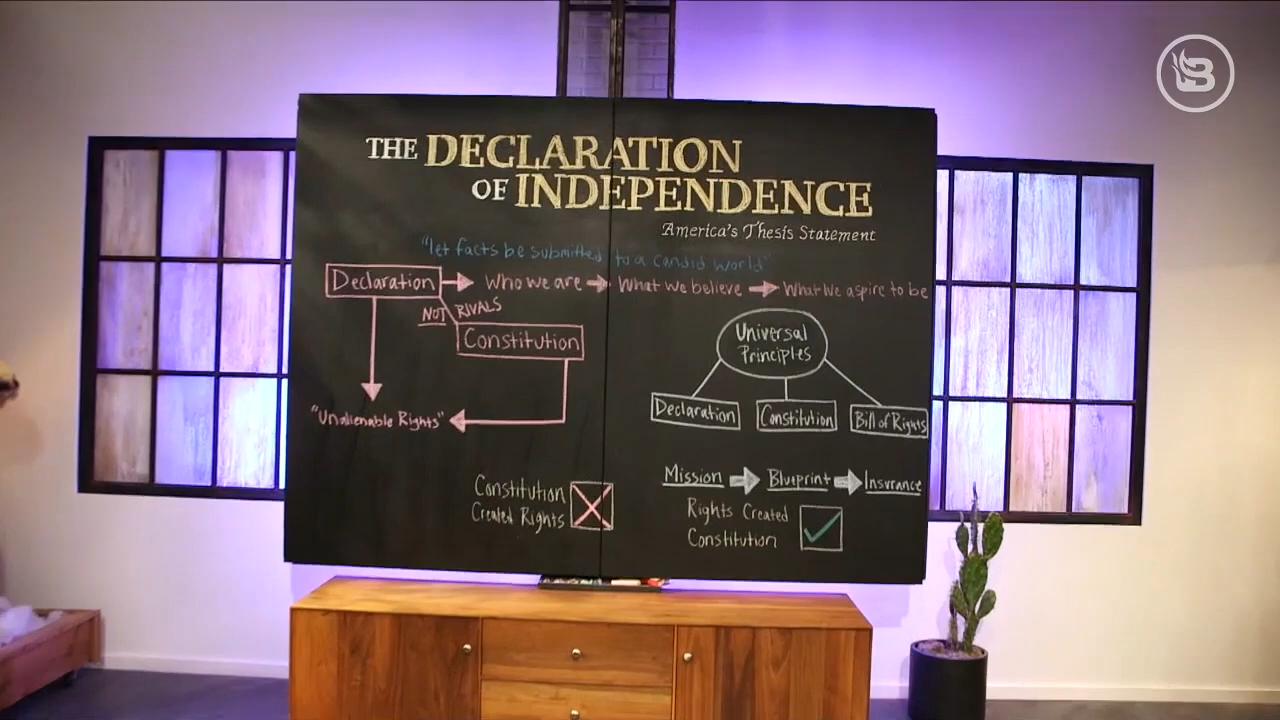 THE DECLARATION
OF INDEPENDENCE
America's Thesis Statement
"let facts be submitted to a candid world"
Declaration Who we are What we believe What we aspire to be
NOT RIVALS
Constitution
"Unalienable Rights"
Universal
Principles
Declaration Constitution Bill of Rights
Constitution
Created Rights
Mission Blueprint Insurance
Rights Created
Constitution
B